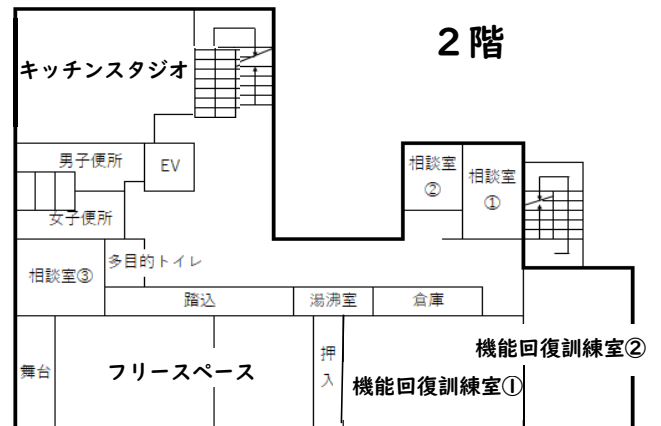 ２階
キッチンスタジオ
男子便所
EV
相談室
②
相談室
①
女子便所
相談室③
多目的トイレ
踏込
湯沸室
倉庫
舞台
フリースペース
押
入
機能回復訓練室①
機能回復訓練室②